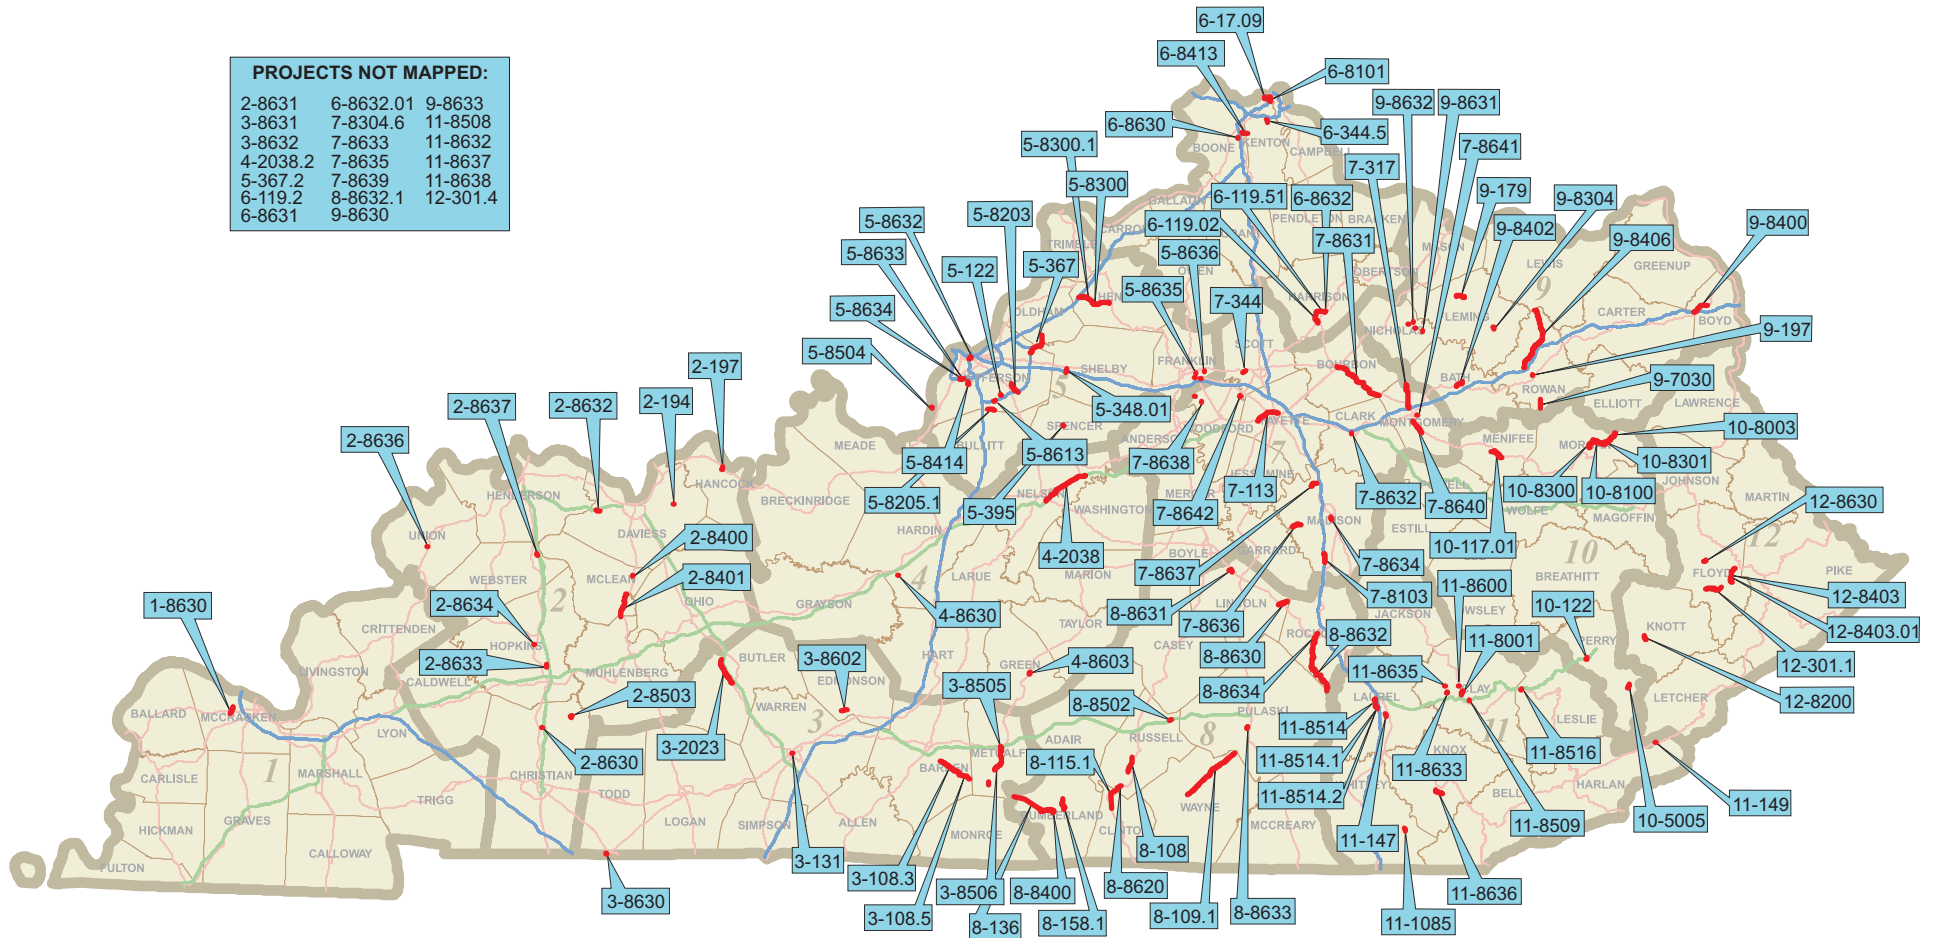 6-17.09
6-8413
6-8101
PROJECTS NOT MAPPED:
2-8631 6-8632.01 9-8633
3-8631 7-8304.6 11-8508
3-8632 7-8633 11-8632
4-2038.2 7-8635 11-8637
5-367.2 7-8639 11-8638
6-119.2 8-8632.1 12-301.4
6-8631 9-8630
9-8632
9-8631
6-8630
6-344.5
KENTON
BOONE
CAMPBELL
5-8300.1
7-317
7-8641
5-8300
6-119.51
6-8632
9-179
9-8304
GALLATIN
PENDLETON
BRACKEN
5-8632
5-8203
6-119.02
7-8631
9-8402
9-8406
9-8400
TRIMBLE
MASON
5-8633
5-122
5-367
5-8636
LEWIS
GREENUP
9
5-8635
7-344
HARRISON
5-8634
OLDHAM
NICHOLAS
FLEMING
CARTER
BOYD
9-197
SCOTT
5-8504
FRANKLIN
BOURBON
2-197
SHELBY
BATH
ROWAN
9-7030
5
2-194
5-348.01
CLARK
MONTGOMERY
ELLIOTT
LAWRENCE
2-8632
2-8637
SPENCER
ANDERSON
WOODFORD
FAYETTE
7
MENIFEE
10-8003
2-8636
MEADE
BULLITT
5-8414
5-8613
7-8638
10-8301
JESSAMINE
JOHNSON
HANCOCK
BRECKINRIDGE
HENDERSON
5-8205.1
5-395
NELSON
7-113
7-8632
7-8640
10-8300
10-8100
MARTIN
12-8630
WASHINGTON
7-8642
MADISON
ESTILL
WOLFE
MAGOFFIN
UNION
DAVIESS
HARDIN
2-8400
4-2038
BOYLE
GARRARD
10-117.01
10
12
WEBSTER
MCLEAN
2-8401
LARUE
MARION
7-8637
7-8634
11-8600
BREATHITT
FLOYD
PIKE
1-8630
2-8634
2
OHIO
GRAYSON
4
4-8630
8-8631
LINCOLN
7-8636
7-8103
JACKSON
10-122
12-8403
CRITTENDEN
TAYLOR
OWSLEY
12-8403.01
KNOTT
HOPKINS
8-8632
11-8001
PERRY
2-8633
LIVINGSTON
CALDWELL
MUHLENBERG
BUTLER
3-8602
HART
GREEN
4-8603
CASEY
8-8630
11-8635
12-301.1
EDMONSON
3-8505
8-8634
LAUREL
CLAY
LETCHER
12-8200
BALLARD
MCCRACKEN
2-8503
WARREN
3
8-8502
PULASKI
LESLIE
LYON
3-2023
METCALFE
ADAIR
RUSSELL
8
11-8514
11
11-8516
2-8630
11-8514.1
KNOX
11-8633
CARLISLE
1
MARSHALL
CHRISTIAN
BARREN
8-115.1
HARLAN
11-149
TRIGG
TODD
11-8514.2
WHITLEY
BELL
WAYNE
HICKMAN
GRAVES
LOGAN
SIMPSON
ALLEN
MONROE
CUMBERLAND
CLINTON
MCCREARY
11-147
11-8509
10-5005
CALLOWAY
3-131
8-108
FULTON
3-108.3
3-8506
8-8400
8-8620
11-8636
3-8630
3-108.5
8-136
8-158.1
8-109.1
8-8633
11-1085